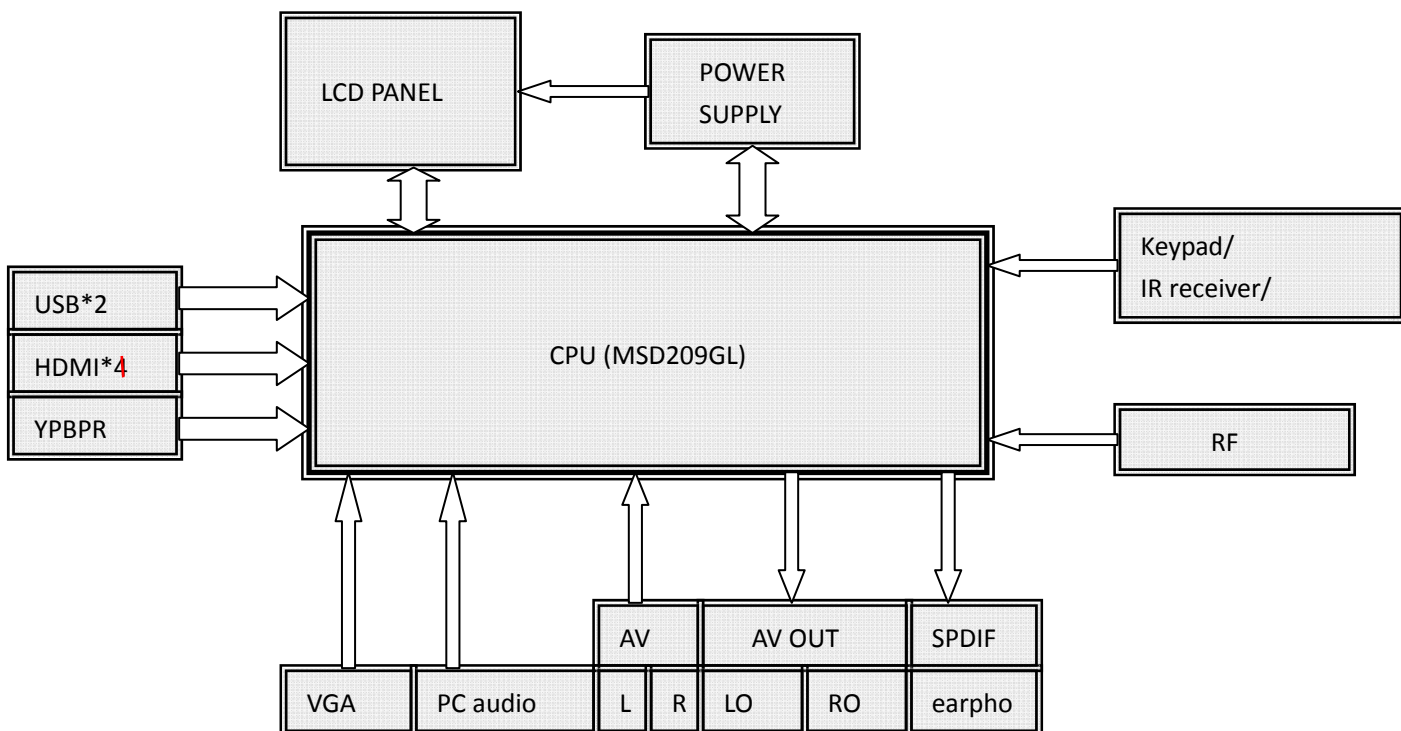 LCD PANEL
POWER
SUPPLY
Keypad/
IR receiver/
USB*2
HDMI*4
YPBPR
CPU (MSD209GL)
RF
AV
AV OUT
SPDIF
VGA
PC audio
L
R
LO
RO
earpho